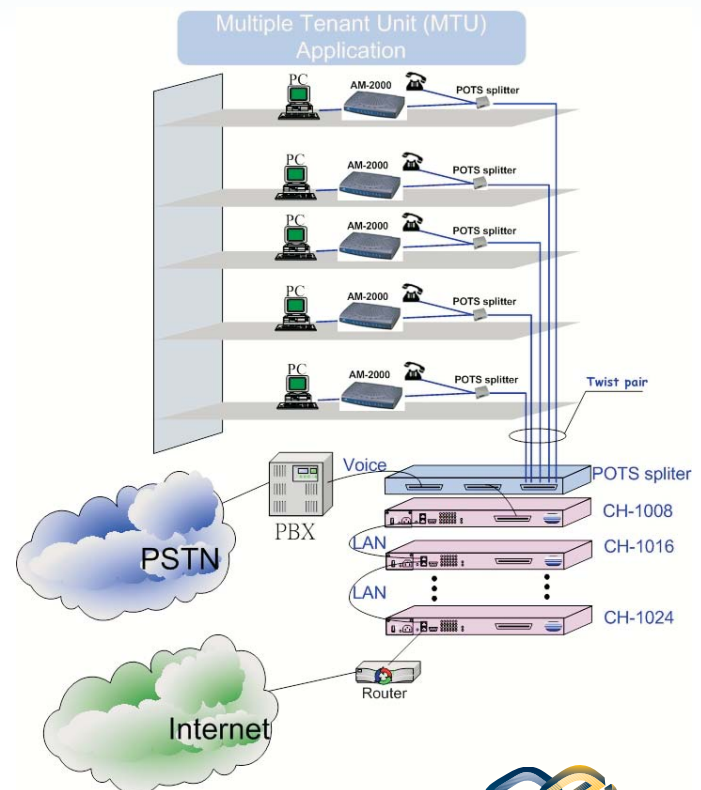 Multiple Tenant Unit (MTU)
Application
PC
AM-2000
POTS splitter
PC
AM-2000
POTS splitter
PC
AM-2000
POTS splitter
PC
AM-2000
POTS splitter
PC
AM-2000
POTS splitter
Twist pair
Voice
POTS spliter
PBX
CH-1008
PSTN
LAN
CH-1016
LAN
CH-1024
Router
Internet